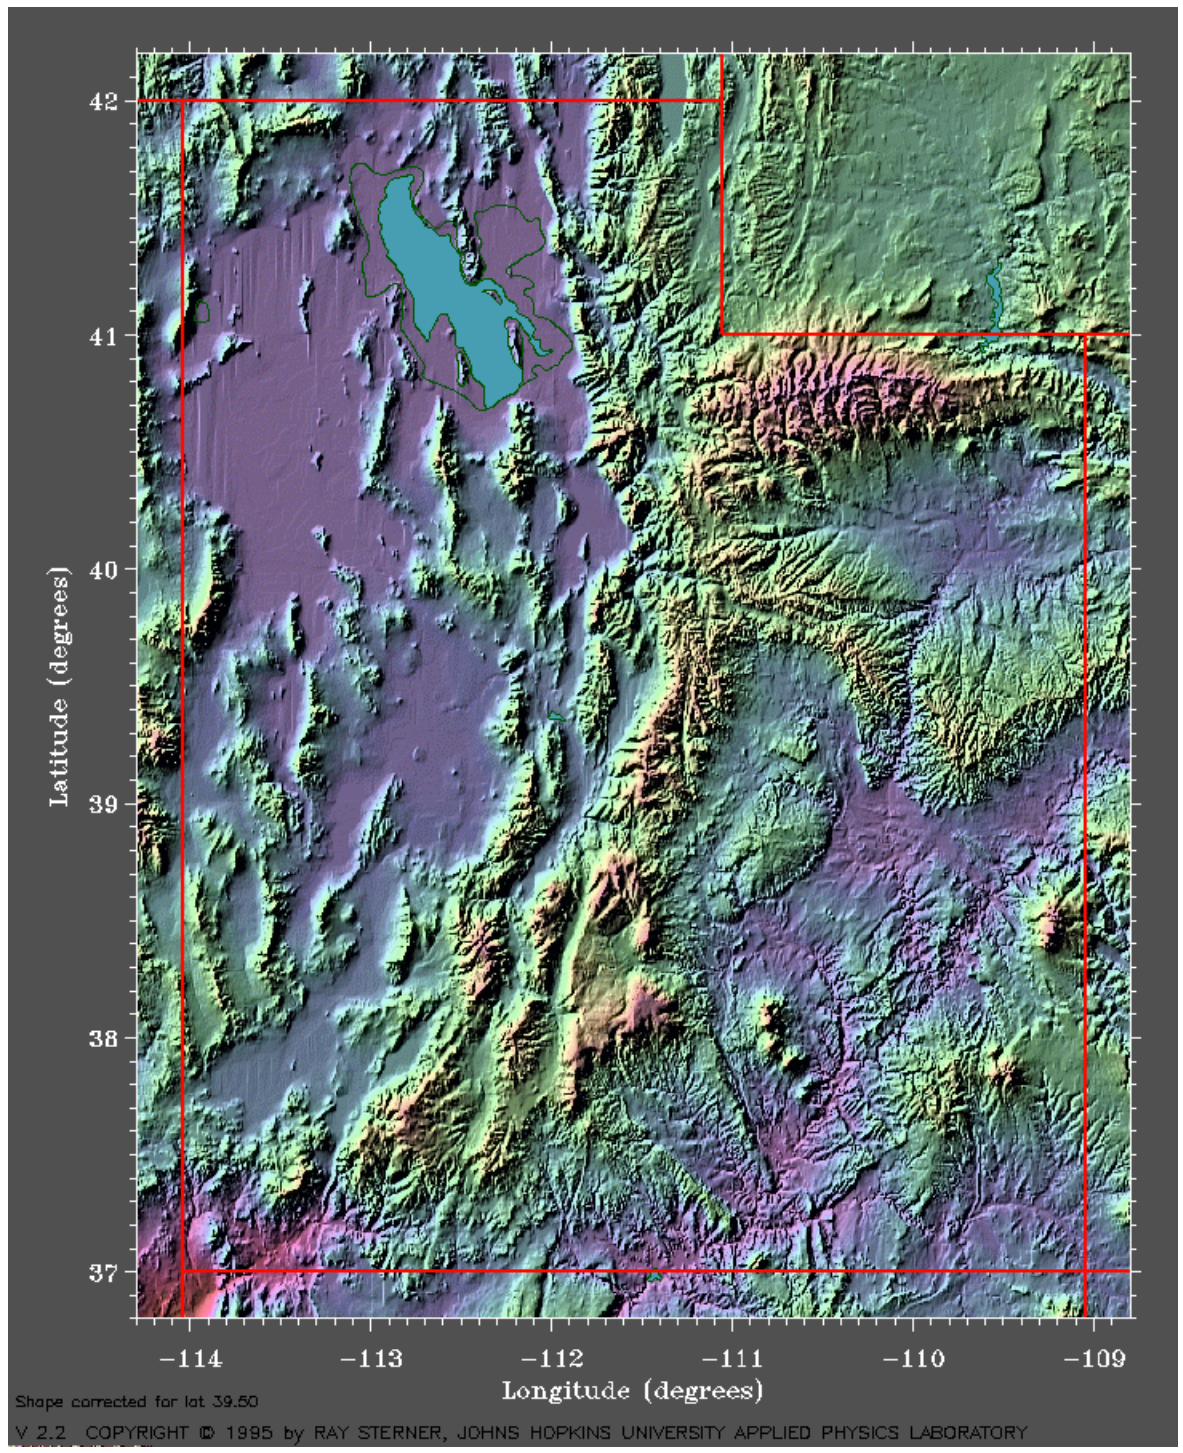 42
41
40
39
38
37
Latitude (degrees)
-114 -113 -112 -111 -110 -109
Longitude (degrees)
Shape corrected for lat 39.50
V 2.2 COPYRIGHT © 1995 by RAY STERNER, JOHNS HOPKINS UNIVERSITY APPLIED PHYSICS LABORATORY